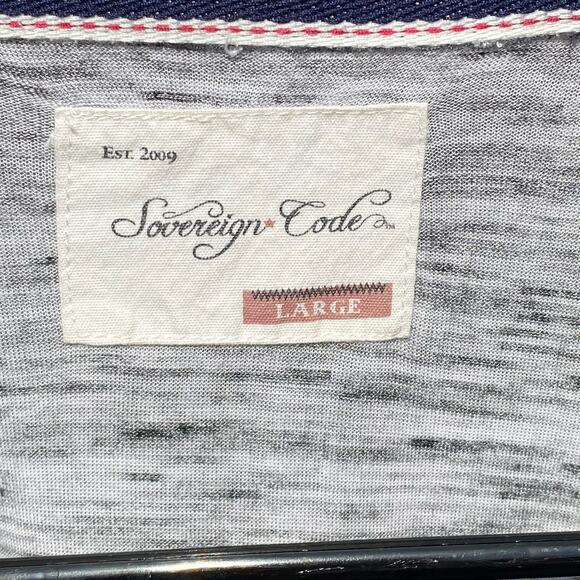 EST. 2009
Sovereign★Code™
LARGE